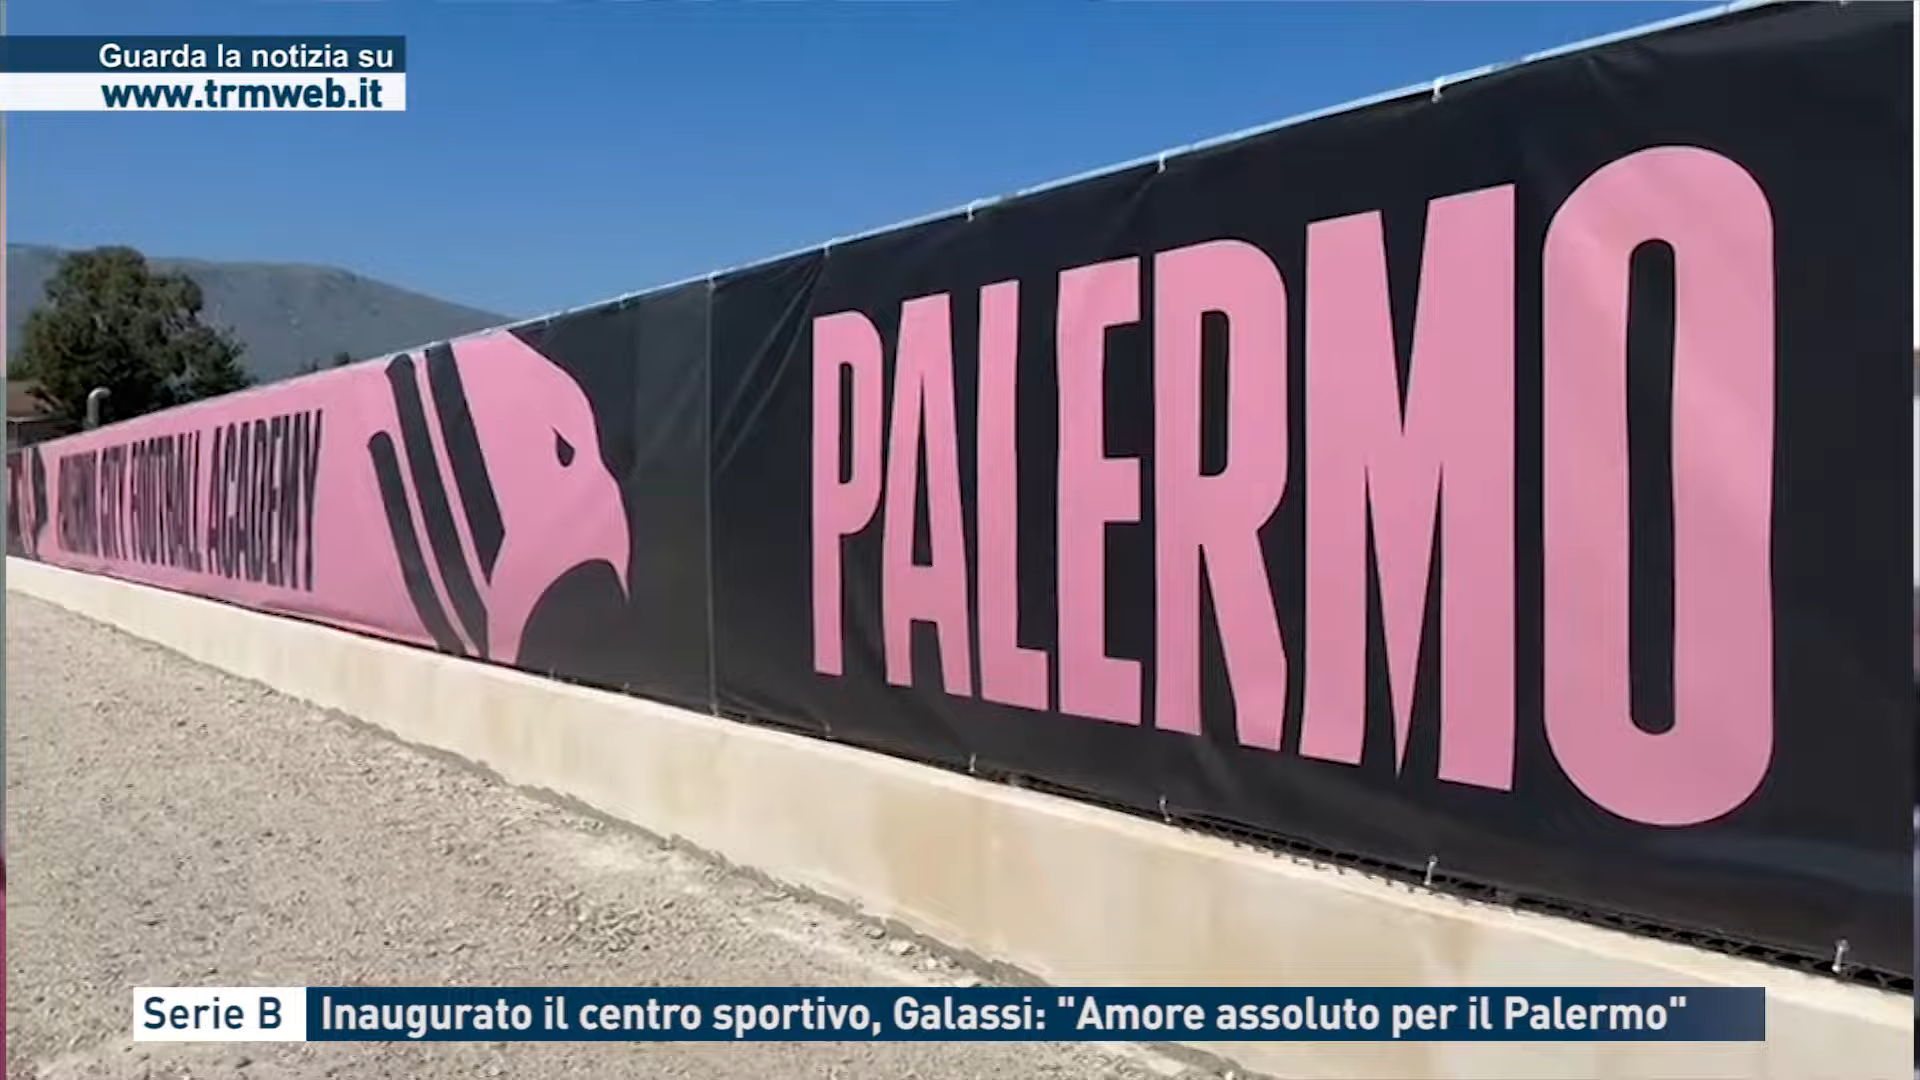 Guarda la notizia su
www.trmweb.it
PALERMO
CITY FOOTBALL ACADEMY
Serie B Inaugurato il centro sportivo, Galassi: "Amore assoluto per il Palermo"